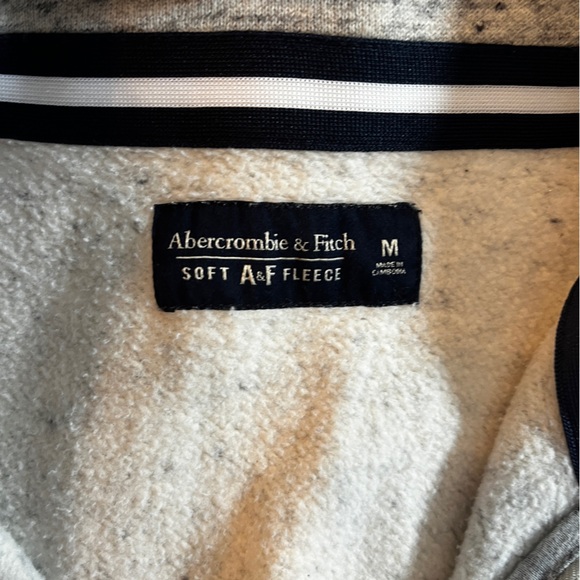 Abercrombie & Fitch
SOFT A&F FLEECE
M
MADE IN
CAMBODIA